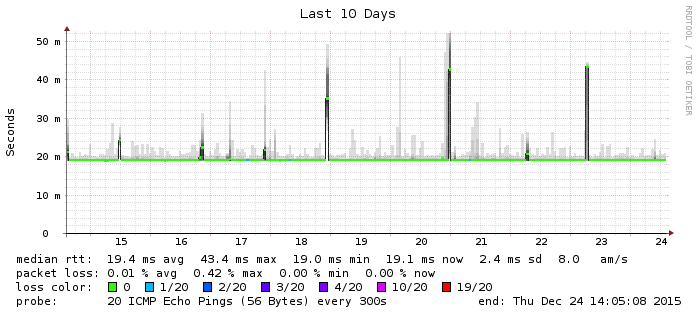 Last 10 Days
RRDTOOL / TOBI OETIKER
Seconds
50 m
40 m
30 m
20 m
10 m
0
15 16 17 18 19 20 21 22 23 24
median rtt: 19.4 ms avg 43.4 ms max 19.0 ms min 19.1 ms now 2.4 ms sd 8.0 am/s
packet loss: 0.01 % avg 0.42 % max 0.00 % min 0.00 % now
loss color: 0 1/20 2/20 3/20 4/20 10/20 19/20
probe: 20 ICMP Echo Pings (56 Bytes) every 300s end: Thu Dec 24 14:05:08 2015